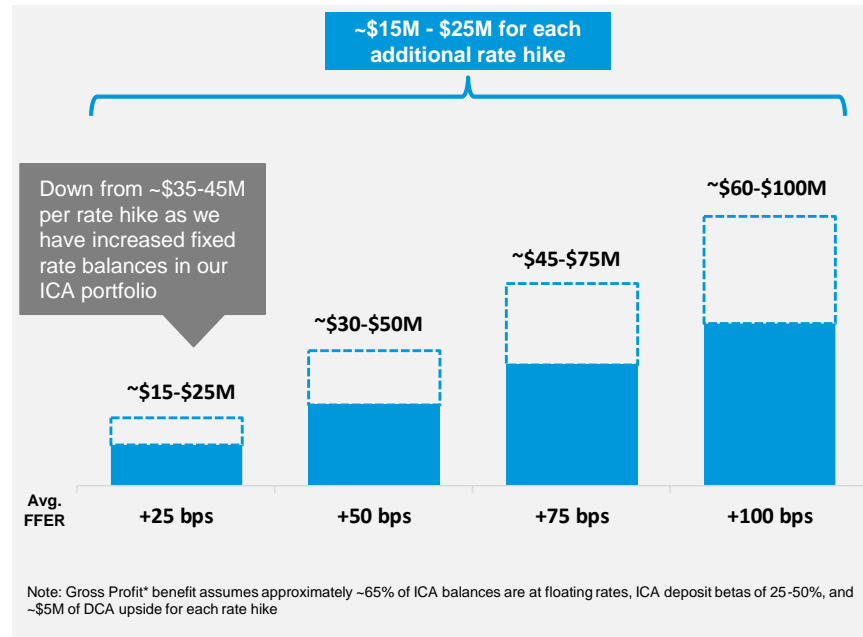 ~$15M - $25M for each
additional rate hike
Down from ~$35-45M
per rate hike as we
have increased fixed
rate balances in our
ICA portfolio
~$15-$25M
~$30-$50M
~$45-$75M
~$60-$100M
Avg.
FFER
+25 bps
+50 bps
+75 bps
+100 bps
Note: Gross Profit* benefit assumes approximately ~65% of ICA balances are at floating rates, ICA deposit betas of 25-50%, and
~$5M of DCA upside for each rate hike